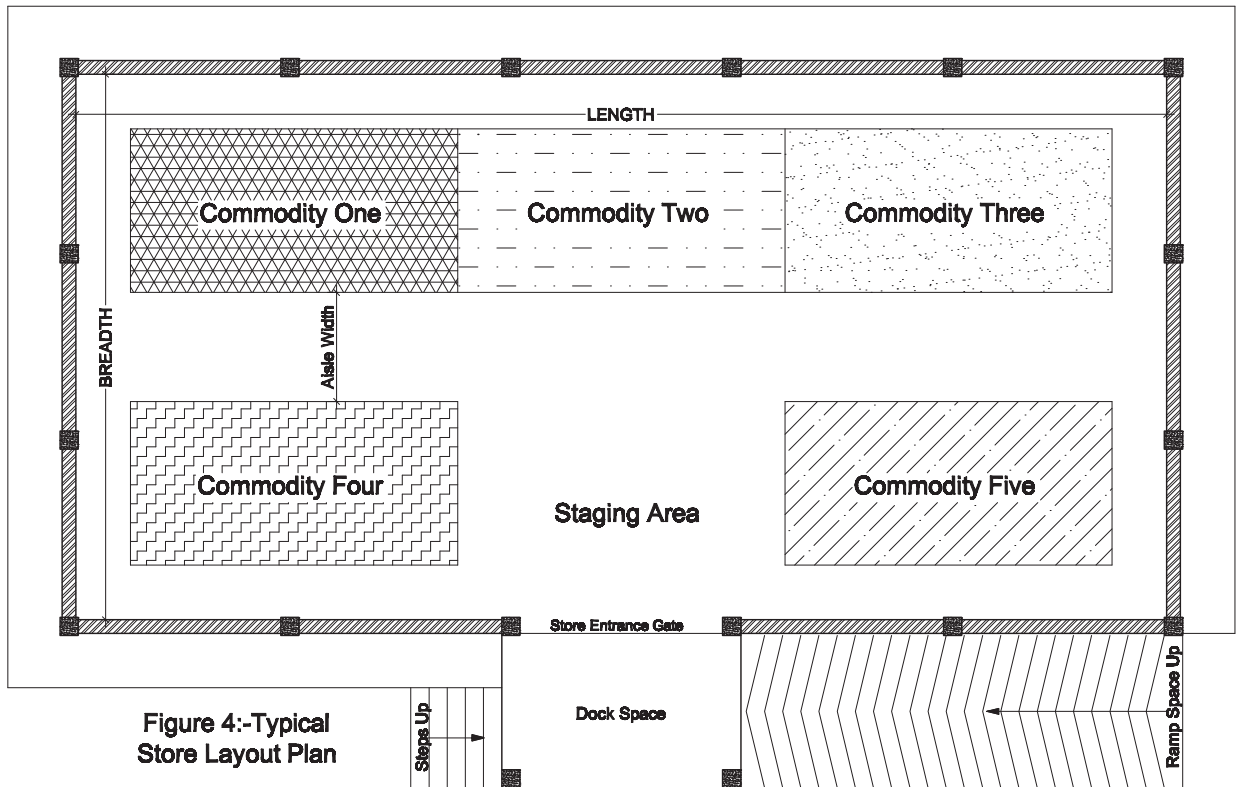 LENGTH
Commodity One
Commodity Two
Commodity Three
BREADTH
Aisle Width
Commodity Four
Commodity Five
Staging Area
Store Entrance Gate
Dock Space
Steps Up
Ramp Space Up
Figure 4:-Typical
Store Layout Plan